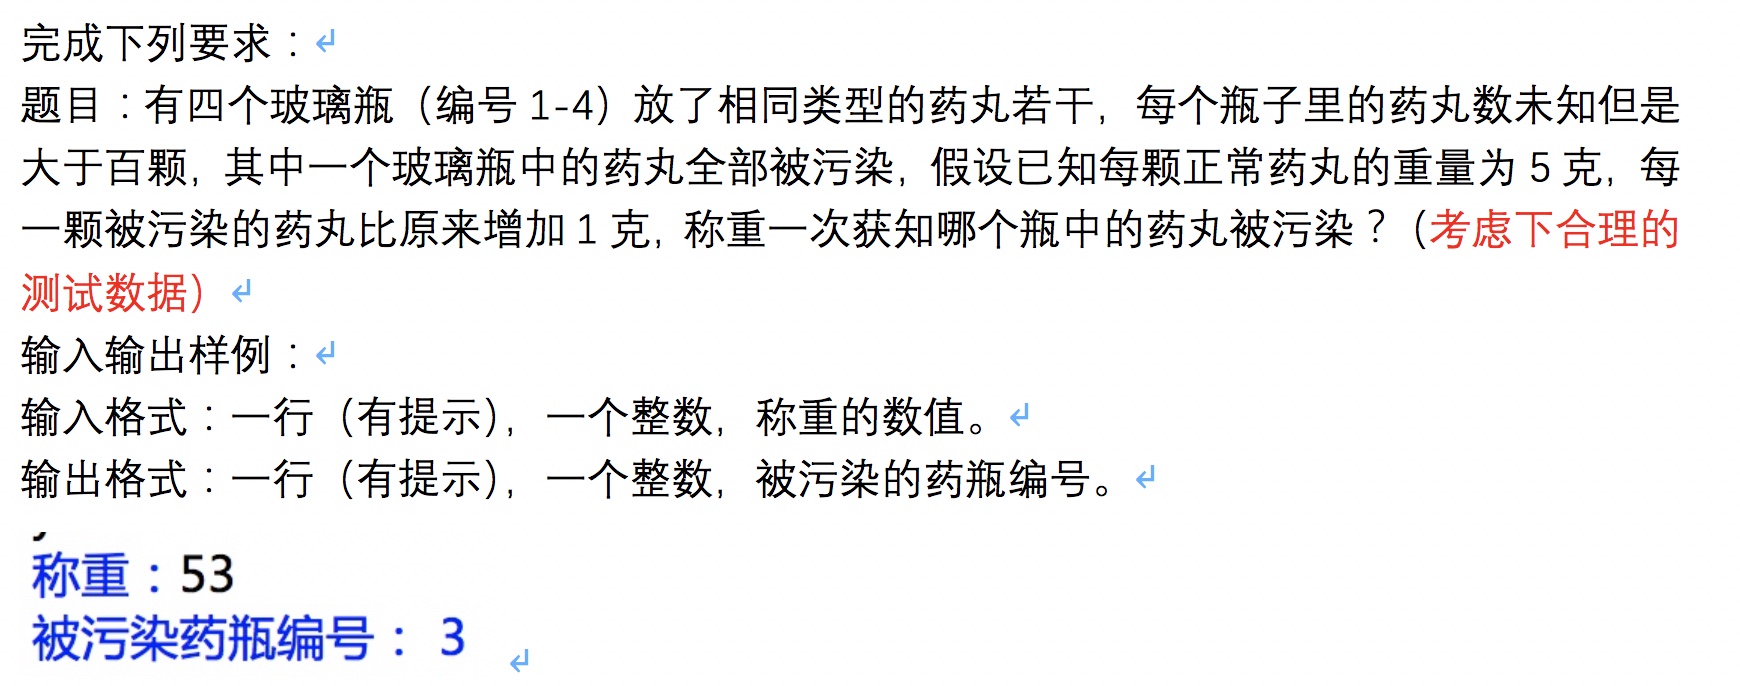 完成下列要求：↲
题目：有四个玻璃瓶（编号 1-4）放了相同类型的药丸若干，每个瓶子里的药丸数未知但是
大于百颗，其中一个玻璃瓶中的药丸全部被污染，假设已知每颗正常药丸的重量为 5 克，每
一颗被污染的药丸比原来增加 1 克，称重一次获知哪个瓶中的药丸被污染？（考虑下合理的
测试数据）↲
输入输出样例：↲
输入格式：一行（有提示），一个整数，称重的数值。↲
输出格式：一行（有提示），一个整数，被污染的药瓶编号。↲
称重：53
被污染药瓶编号： 3 ↲